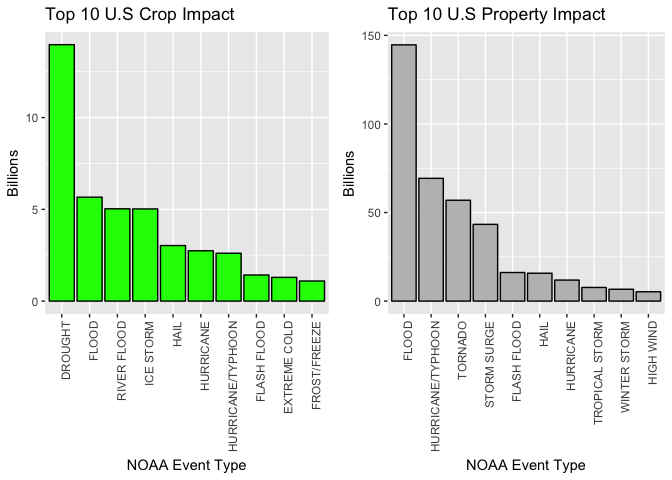 Top 10 U.S Crop Impact
Billions
10
5
0
DROUGHT
FLOOD
RIVER FLOOD
ICE STORM
HAIL
HURRICANE
HURRICANE/TYPHOON
FLASH FLOOD
EXTREME COLD
FROST/FREEZE
NOAA Event Type
Top 10 U.S Property Impact
Billions
150
100
50
0
FLOOD
HURRICANE/TYPHOON
TORNADO
STORM SURGE
FLASH FLOOD
HAIL
HURRICANE
TROPICAL STORM
WINTER STORM
HIGH WIND
NOAA Event Type